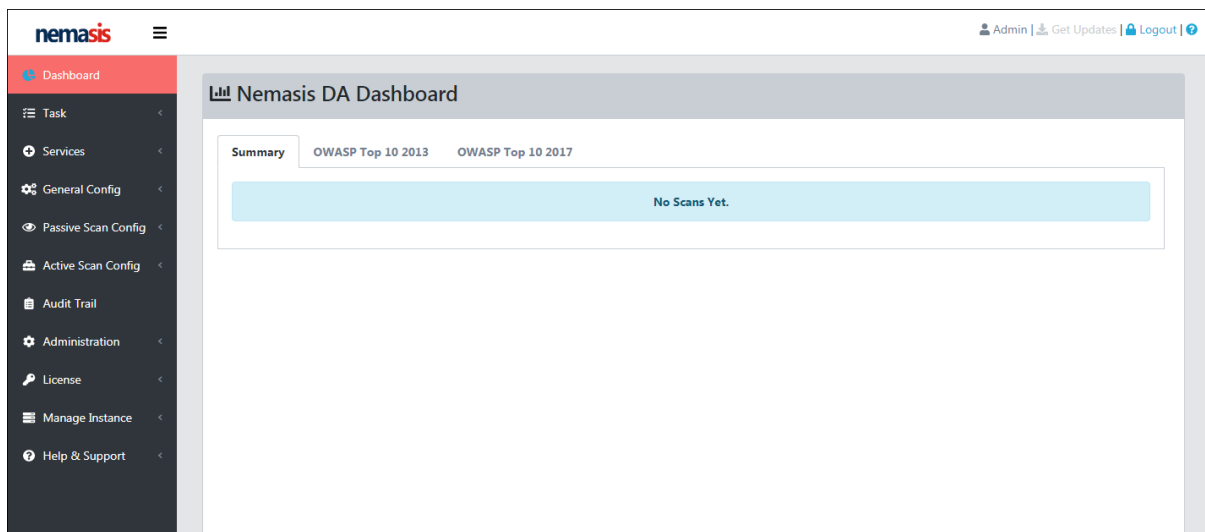 nemasis
Admin | Get Updates | Logout |
Dashboard
Task
Services
General Config
Passive Scan Config
Active Scan Config
Audit Trail
Administration
License
Manage Instance
Help & Support
Nemasis DA Dashboard
Summary OWASP Top 10 2013 OWASP Top 10 2017
No Scans Yet.